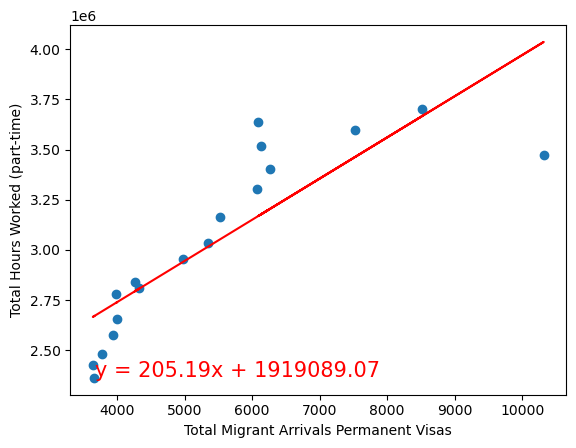 1e6
4.00
3.75
3.50
3.25
3.00
2.75
2.50
Total Hours Worked (part-time)
y = 205.19x + 1919089.07
4000 5000 6000 7000 8000 9000 10000
Total Migrant Arrivals Permanent Visas